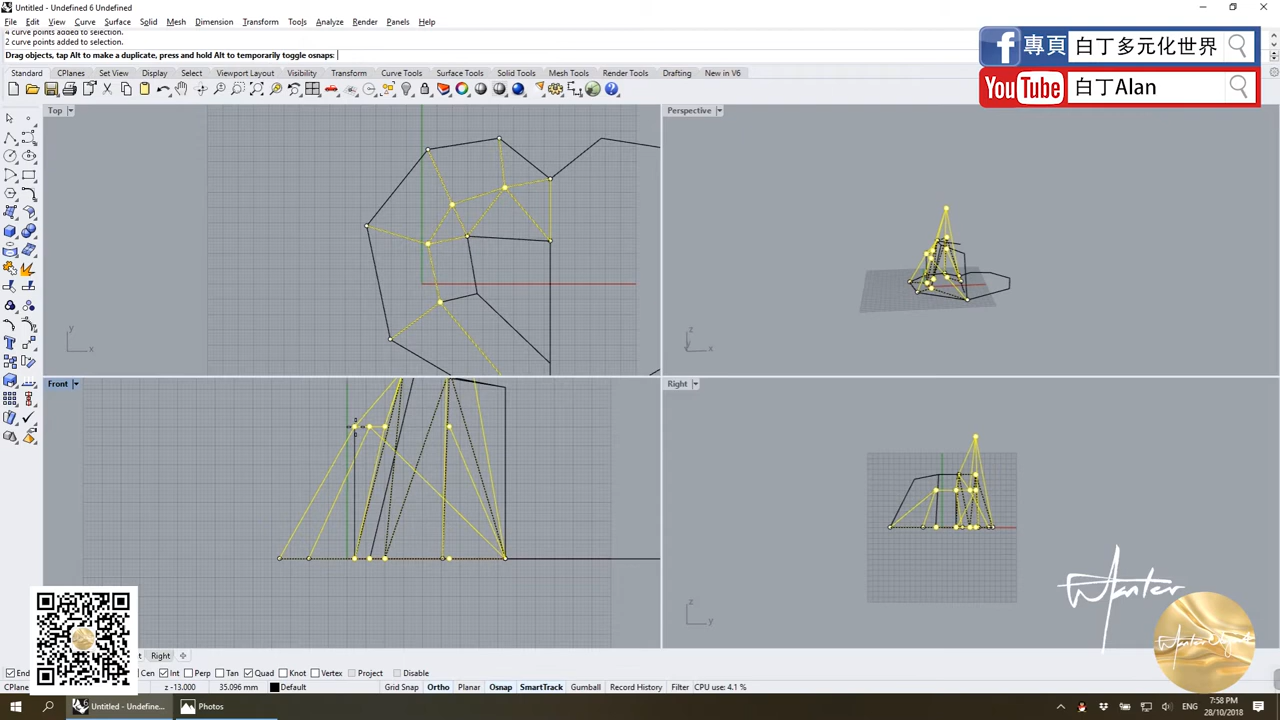 Untitled - Undefined 6 Undefined
File Edit View Curve Surface Solid Mesh Dimension Transform Tools Analyze Render Panels Help
4 curve points added to selection.
2 curve points added to selection.
Drag objects, tap Alt to make a duplicate, press and hold Alt to temporarily toggle osnaps:
Standard CPlanes Set View Display Select Viewport Layout Visibility Transform Curve Tools Surface Tools Solid Tools Mesh Tools Render Tools Drafting New in V6
f 專頁 白丁多元化世界
YouTube 白丁Alan
Top
Perspective
y
x
z
y
x
Front
Right
z
y
Wanter
Right
End Cen Int Perp Tan Quad Knot Vertex Project Disable
CPlane z -13.000 35.096 mm Default Grid Snap Ortho Planar Osnap SmartTrack Gumball Record History Filter CPU use: 4.1 %
Untitled - Undefine... Photos
ENG
7:58 PM
28/10/2018